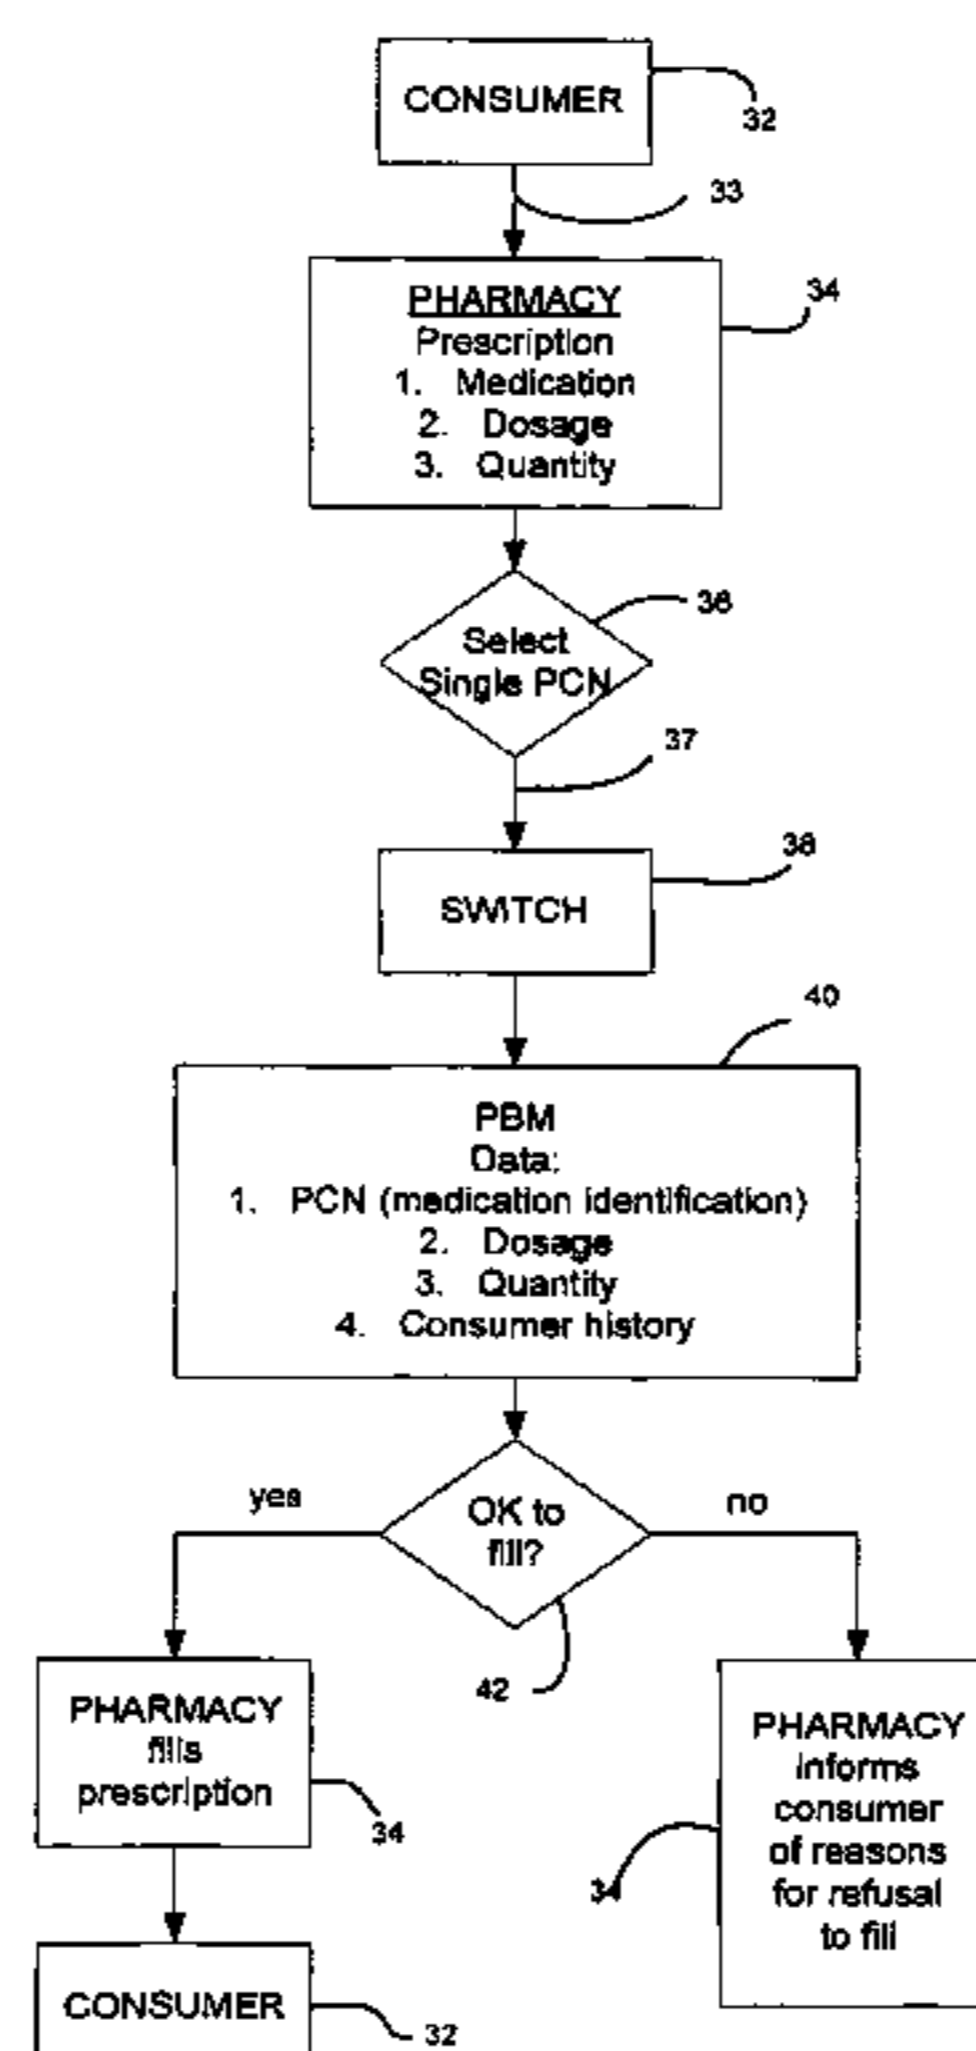 CONSUMER
32
33
PHARMACY
34
Prescription
1. Medication
2. Dosage
3. Quantity
36
Select
Single PCN
37
38
SWITCH
40
PBM
Data:
1. PCN (medication identification)
2. Dosage
3. Quantity
4. Consumer history
yes
OK to
fill?
no
42
PHARMACY
fills
prescription
34
PHARMACY
informs
consumer
of reasons
for refusal
to fill
34
CONSUMER
32